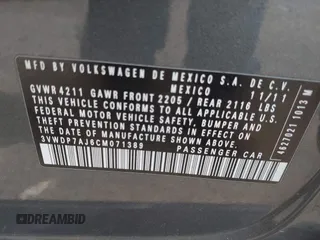 MFD BY VOLKSWAGEN DE MEXICO S.A. DE C.V.
MEXICO 11/11
GVWR 4211 GAWR FRONT 2205 / REAR 2116 LBS
THIS VEHICLE CONFORMS TO ALL APPLICABLE U.S.
FEDERAL MOTOR VEHICLE SAFETY, BUMPER, AND
THEFT PREVENTION STANDARDS IN EFFECT ON THE
DATE OF MANUFACTURE SHOWN ABOVE
3VWDP7AJ6CM071389 PASSENGER CAR
4627021 1013 M
DREAMBID